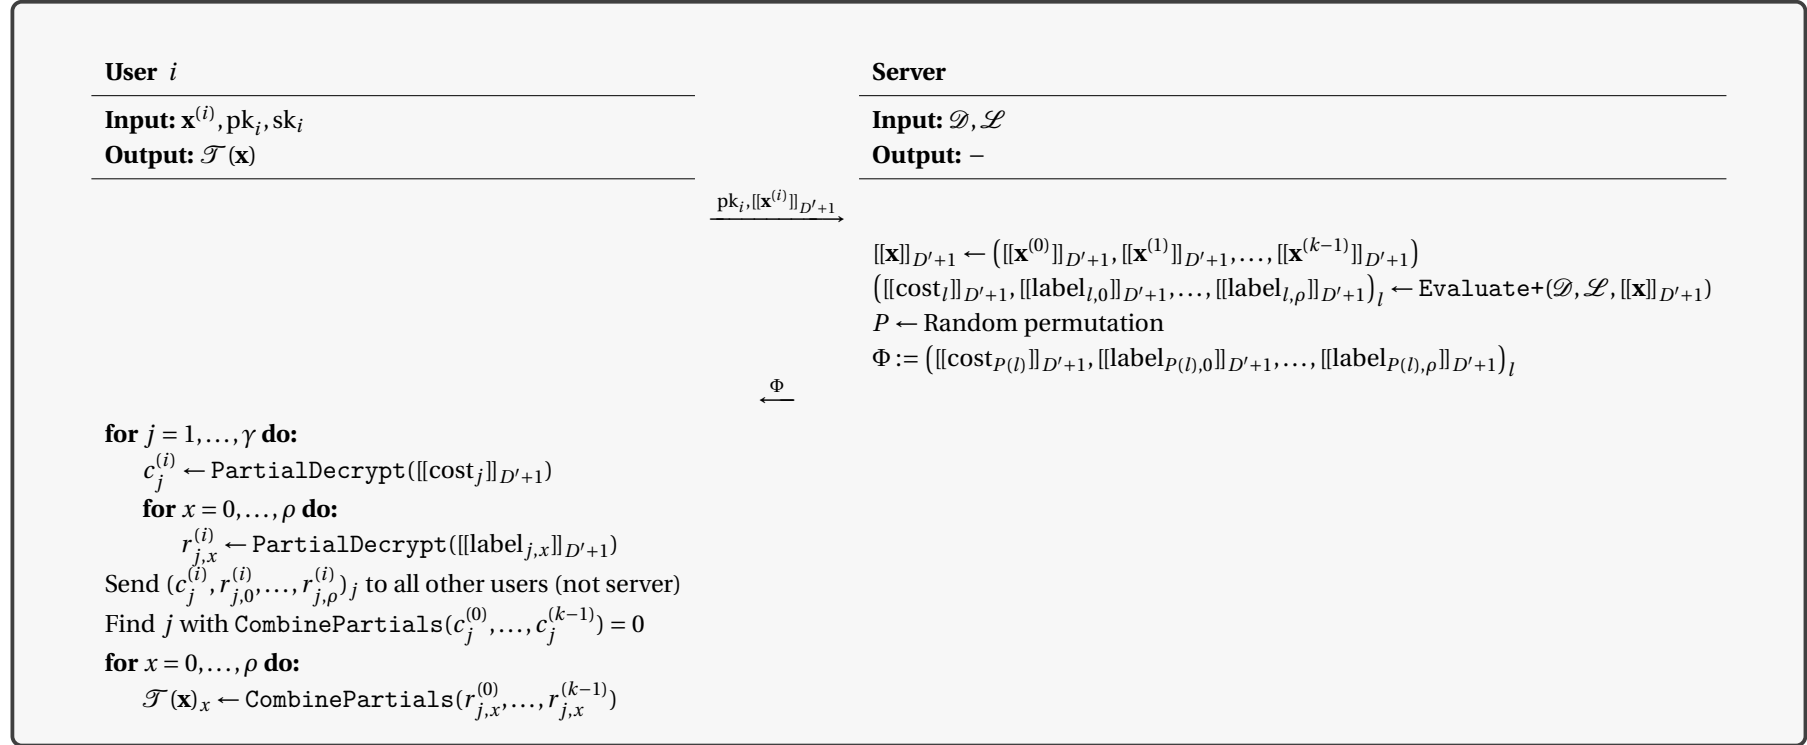 User i
Server
Input: 𝐱⁽ⁱ⁾, pkᵢ, skᵢ
Input: 𝒟, ℒ
Output: 𝒯(𝐱)
Output: –
pkᵢ, [[𝐱⁽ⁱ⁾]]_{D′+1}
[[𝐱]]_{D′+1} ← ([[𝐱⁽⁰⁾]]_{D′+1}, [[𝐱⁽¹⁾]]_{D′+1}, …, [[𝐱^{(k−1)}]]_{D′+1})
([[cost_l]]_{D′+1}, [[label_{l,0}]]_{D′+1}, …, [[label_{l,ρ}]]_{D′+1})_l ← Evaluate+(𝒟, ℒ, [[𝐱]]_{D′+1})
P ← Random permutation
Φ := ([[cost_{P(l)}]]_{D′+1}, [[label_{P(l),0}]]_{D′+1}, …, [[label_{P(l),ρ}]]_{D′+1})_l
Φ
for j = 1, …, γ do:
c_j^{(i)} ← PartialDecrypt([[cost_j]]_{D′+1})
for x = 0, …, ρ do:
r_{j,x}^{(i)} ← PartialDecrypt([[label_{j,x}]]_{D′+1})
Send (c_j^{(i)}, r_{j,0}^{(i)}, …, r_{j,ρ}^{(i)})_j to all other users (not server)
Find j with CombinePartials(c_j^{(0)}, …, c_j^{(k−1)}) = 0
for x = 0, …, ρ do:
𝒯(𝐱)_x ← CombinePartials(r_{j,x}^{(0)}, …, r_{j,x}^{(k−1)})